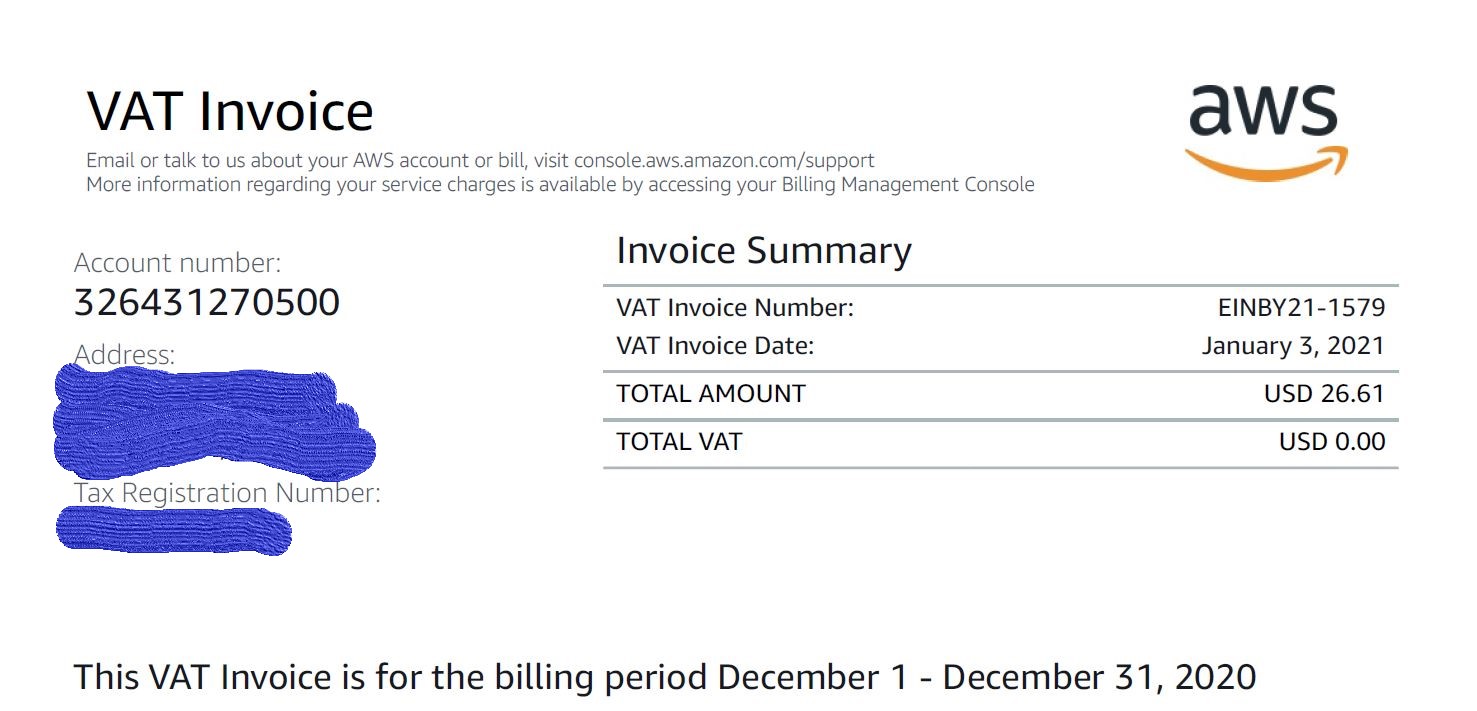 VAT Invoice
aws
Email or talk to us about your AWS account or bill, visit console.aws.amazon.com/support
More information regarding your service charges is available by accessing your Billing Management Console
Account number:
326431270500
Address:
Tax Registration Number:
Invoice Summary
VAT Invoice Number: EINBY21-1579
VAT Invoice Date: January 3, 2021
TOTAL AMOUNT USD 26.61
TOTAL VAT USD 0.00
This VAT Invoice is for the billing period December 1 - December 31, 2020